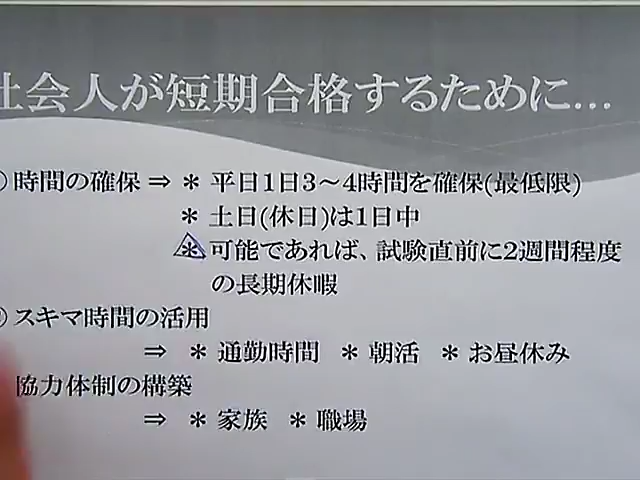 社会人が短期合格するために…
時間の確保 ⇒ ＊ 平日1日3～4時間を確保(最低限)
＊ 土日(休日)は1日中
＊ 可能であれば、試験直前に2週間程度
の長期休暇
スキマ時間の活用
⇒ ＊ 通勤時間 ＊ 朝活 ＊ お昼休み
協力体制の構築
⇒ ＊ 家族 ＊ 職場